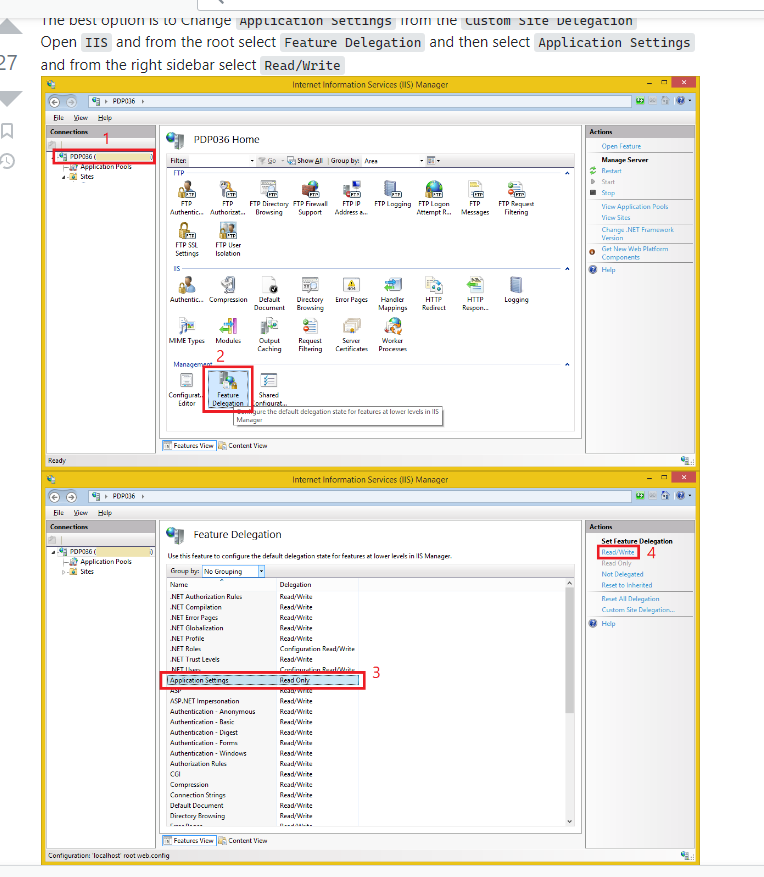 The best option is to Change Application Settings from the Custom Site Delegation
Open IIS and from the root select Feature Delegation and then select Application Settings
27
and from the right sidebar select Read/Write
Internet Information Services (IIS) Manager
PDP036
File View Help
Connections
1
PDP036 (
Application Pools
Sites
PDP036 Home
Filter: Go Show All Group by: Area
FTP
FTP Authentic...
FTP Authorizat...
FTP Directory Browsing
FTP Firewall Support
FTP IP Address a...
FTP Logging
FTP Logon Attempt R...
FTP Messages
FTP Request Filtering
FTP SSL Settings
FTP User Isolation
IIS
Authentic...
Compression
Default Document
Directory Browsing
Error Pages
Handler Mappings
HTTP Redirect
HTTP Respon...
Logging
MIME Types
Modules
Output Caching
Request Filtering
Server Certificates
Worker Processes
Management
2
Configurat... Editor
Feature Delegation
Shared Configurat...
Configure the default delegation state for features at lower levels in IIS
Manager
Features View Content View
Actions
Open Feature
Manage Server
Restart
Start
Stop
View Application Pools
View Sites
Change .NET Framework
Version
Get New Web Platform
Components
Help
Ready
Internet Information Services (IIS) Manager
PDP036
File View Help
Connections
PDP036 (
Application Pools
Sites
Feature Delegation
Use this feature to configure the default delegation state for features at lower levels in IIS Manager.
Group by: No Grouping
Name Delegation
.NET Authorization Rules Read/Write
.NET Compilation Read/Write
.NET Error Pages Read/Write
.NET Globalization Read/Write
.NET Profile Read/Write
.NET Roles Configuration Read/Write
.NET Trust Levels Read/Write
.NET Users Configuration Read/Write
Application Settings Read Only
3
ASP Read/Write
ASP.NET Impersonation Read/Write
Authentication - Anonymous Read/Write
Authentication - Basic Read/Write
Authentication - Digest Read/Write
Authentication - Forms Read/Write
Authentication - Windows Read/Write
Authorization Rules Read/Write
CGI Read/Write
Compression Read/Write
Connection Strings Read/Write
Default Document Read/Write
Directory Browsing Read/Write
Error Pages Read/Write
Features View Content View
Actions
Set Feature Delegation
Read/Write
4
Read Only
Not Delegated
Reset to Inherited
Reset All Delegation
Custom Site Delegation...
Help
Configuration: 'localhost' root web.config